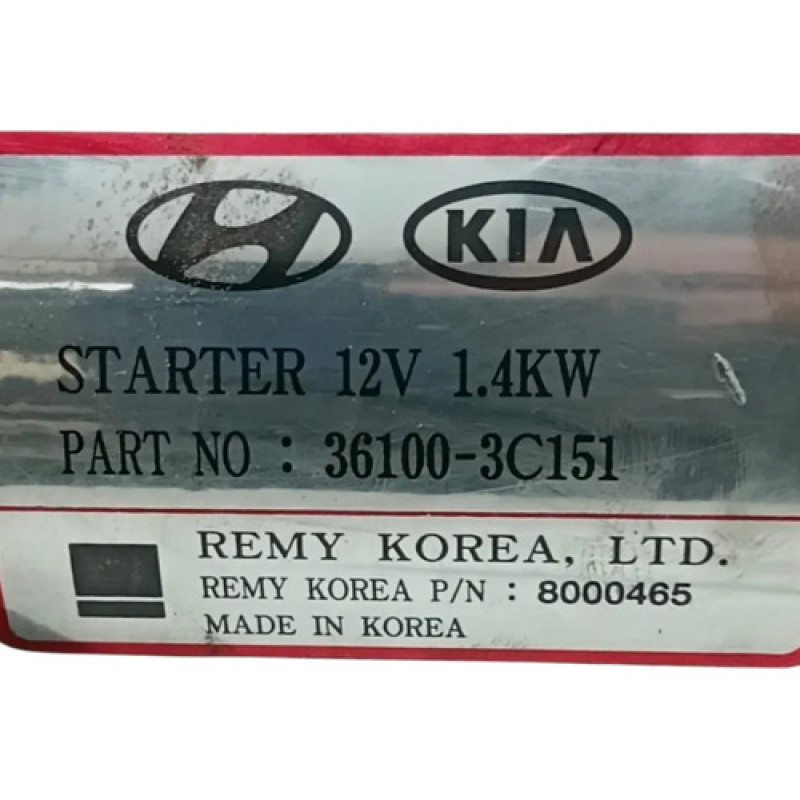 KIA
STARTER 12V 1.4KW
PART NO : 36100-3C151
REMY KOREA, LTD.
REMY KOREA P/N : 8000465
MADE IN KOREA